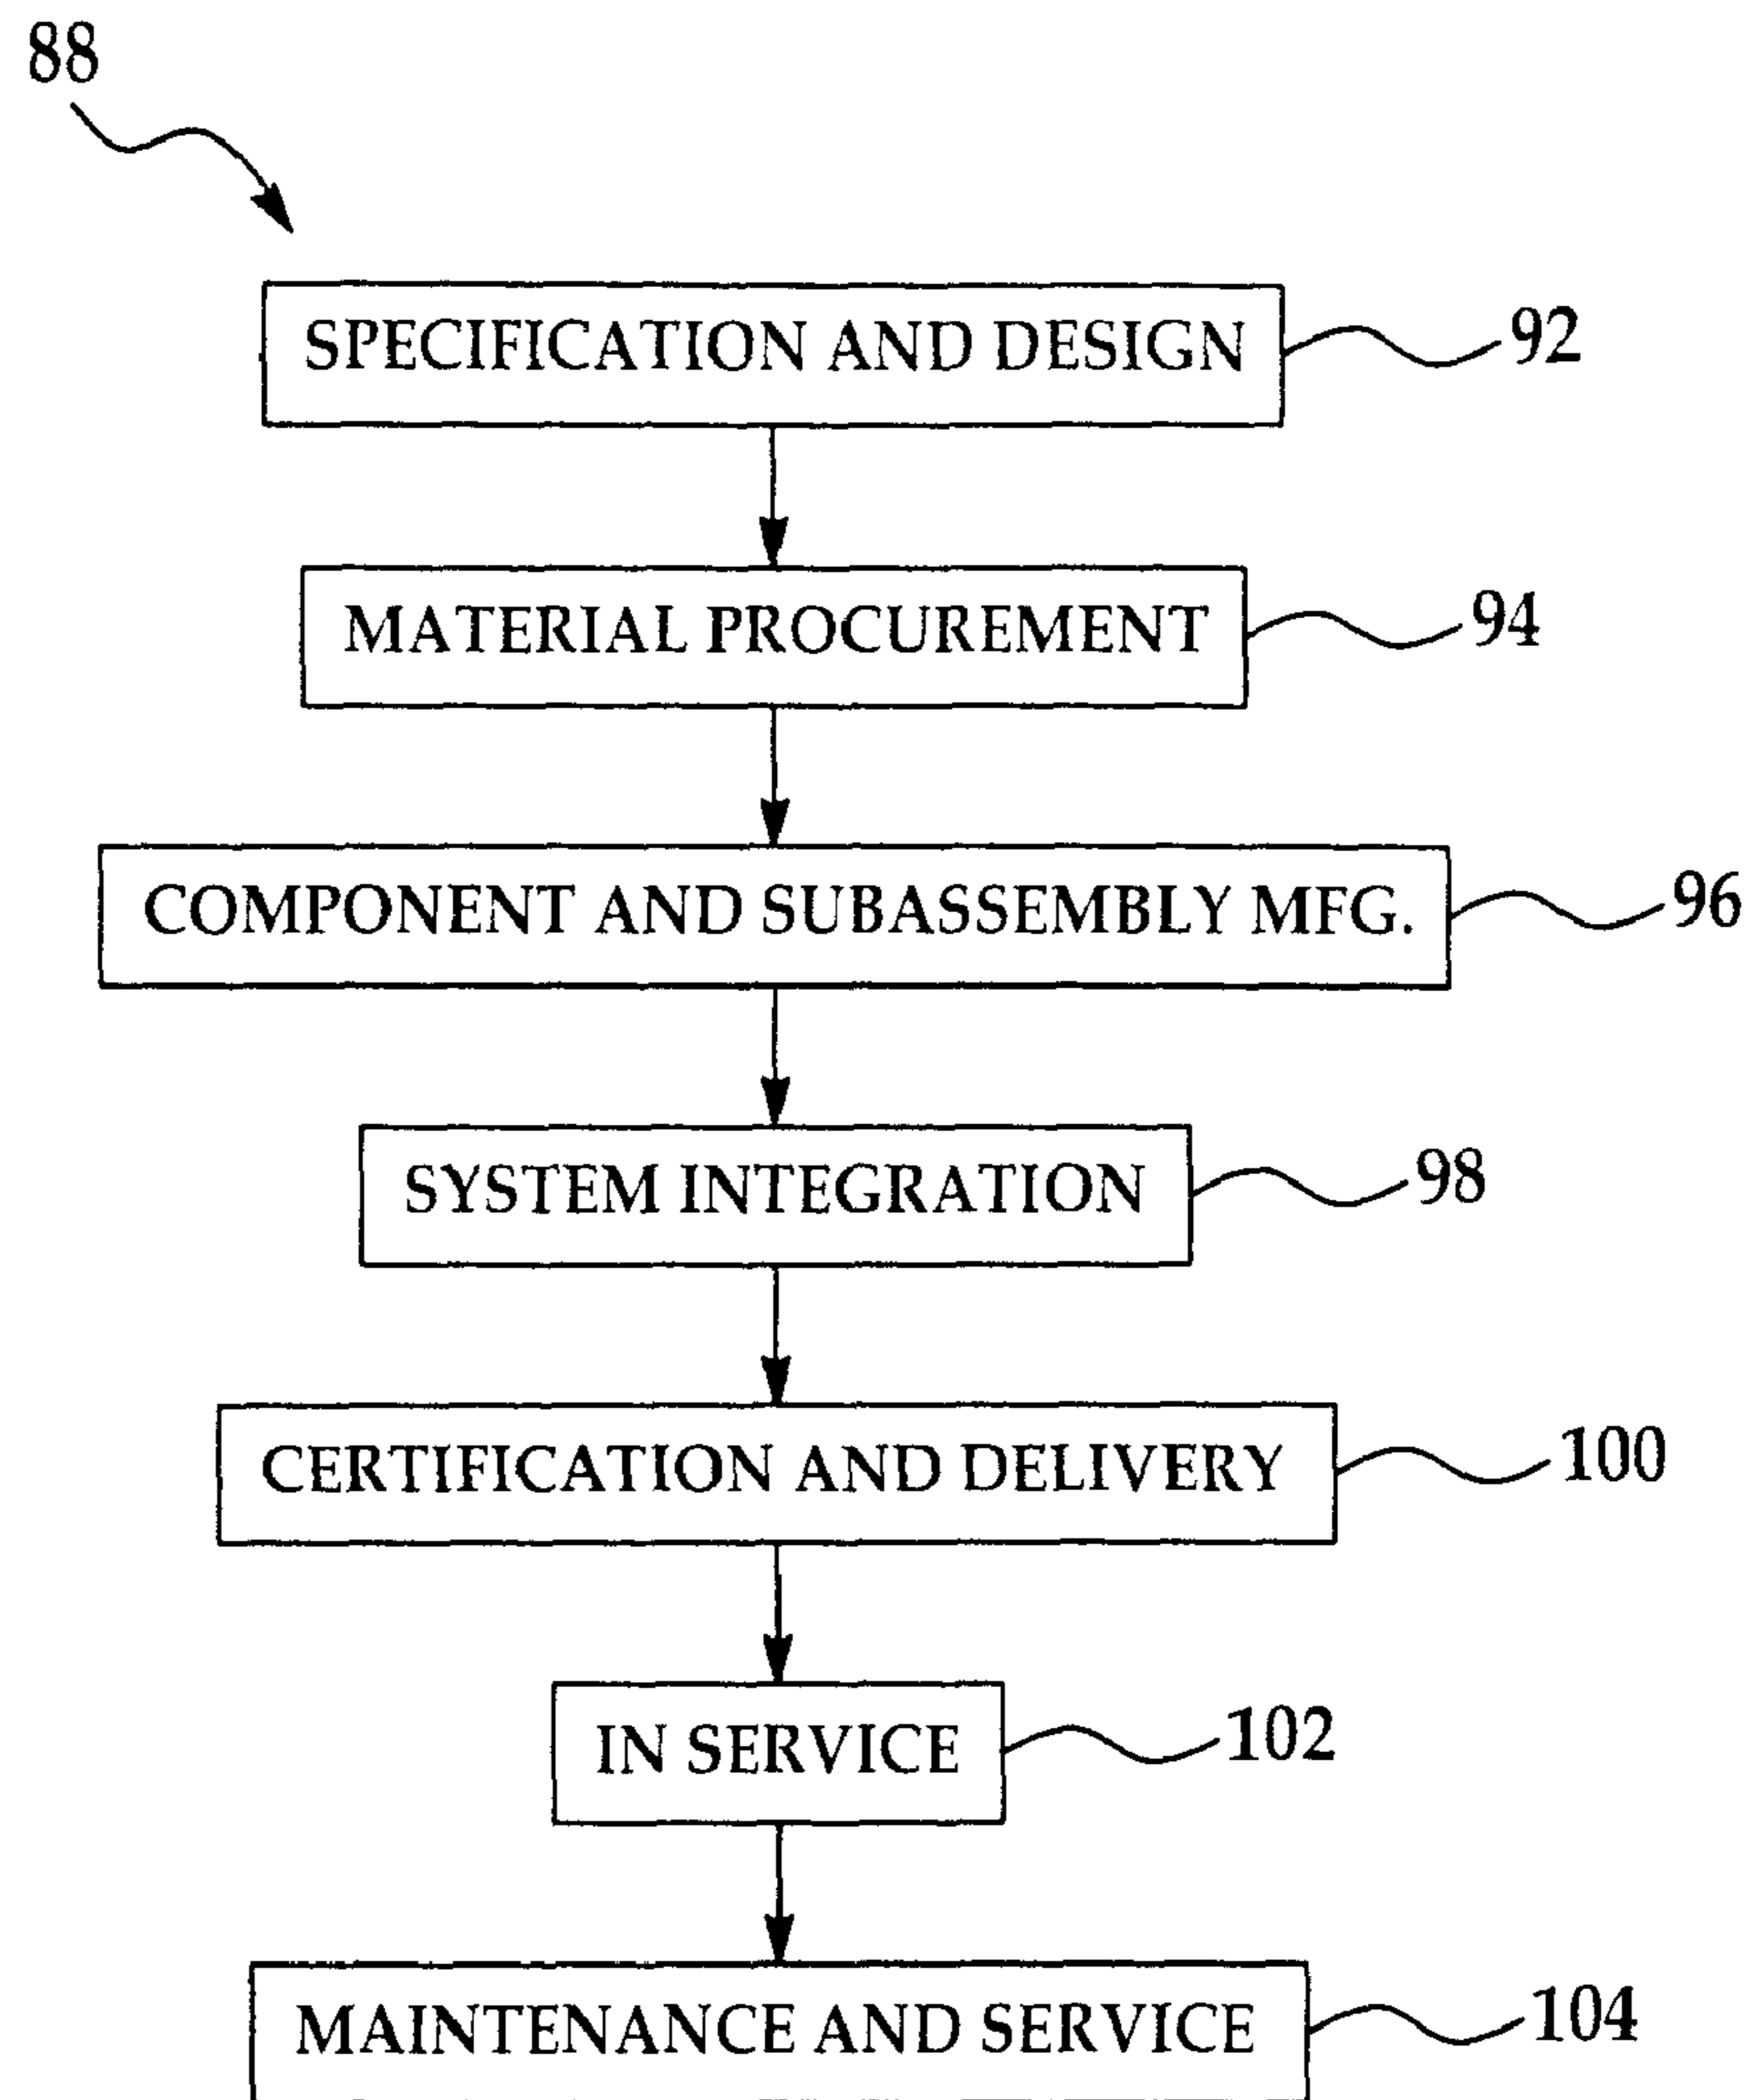 88
SPECIFICATION AND DESIGN 92
MATERIAL PROCUREMENT 94
COMPONENT AND SUBASSEMBLY MFG. 96
SYSTEM INTEGRATION 98
CERTIFICATION AND DELIVERY 100
IN SERVICE 102
MAINTENANCE AND SERVICE 104